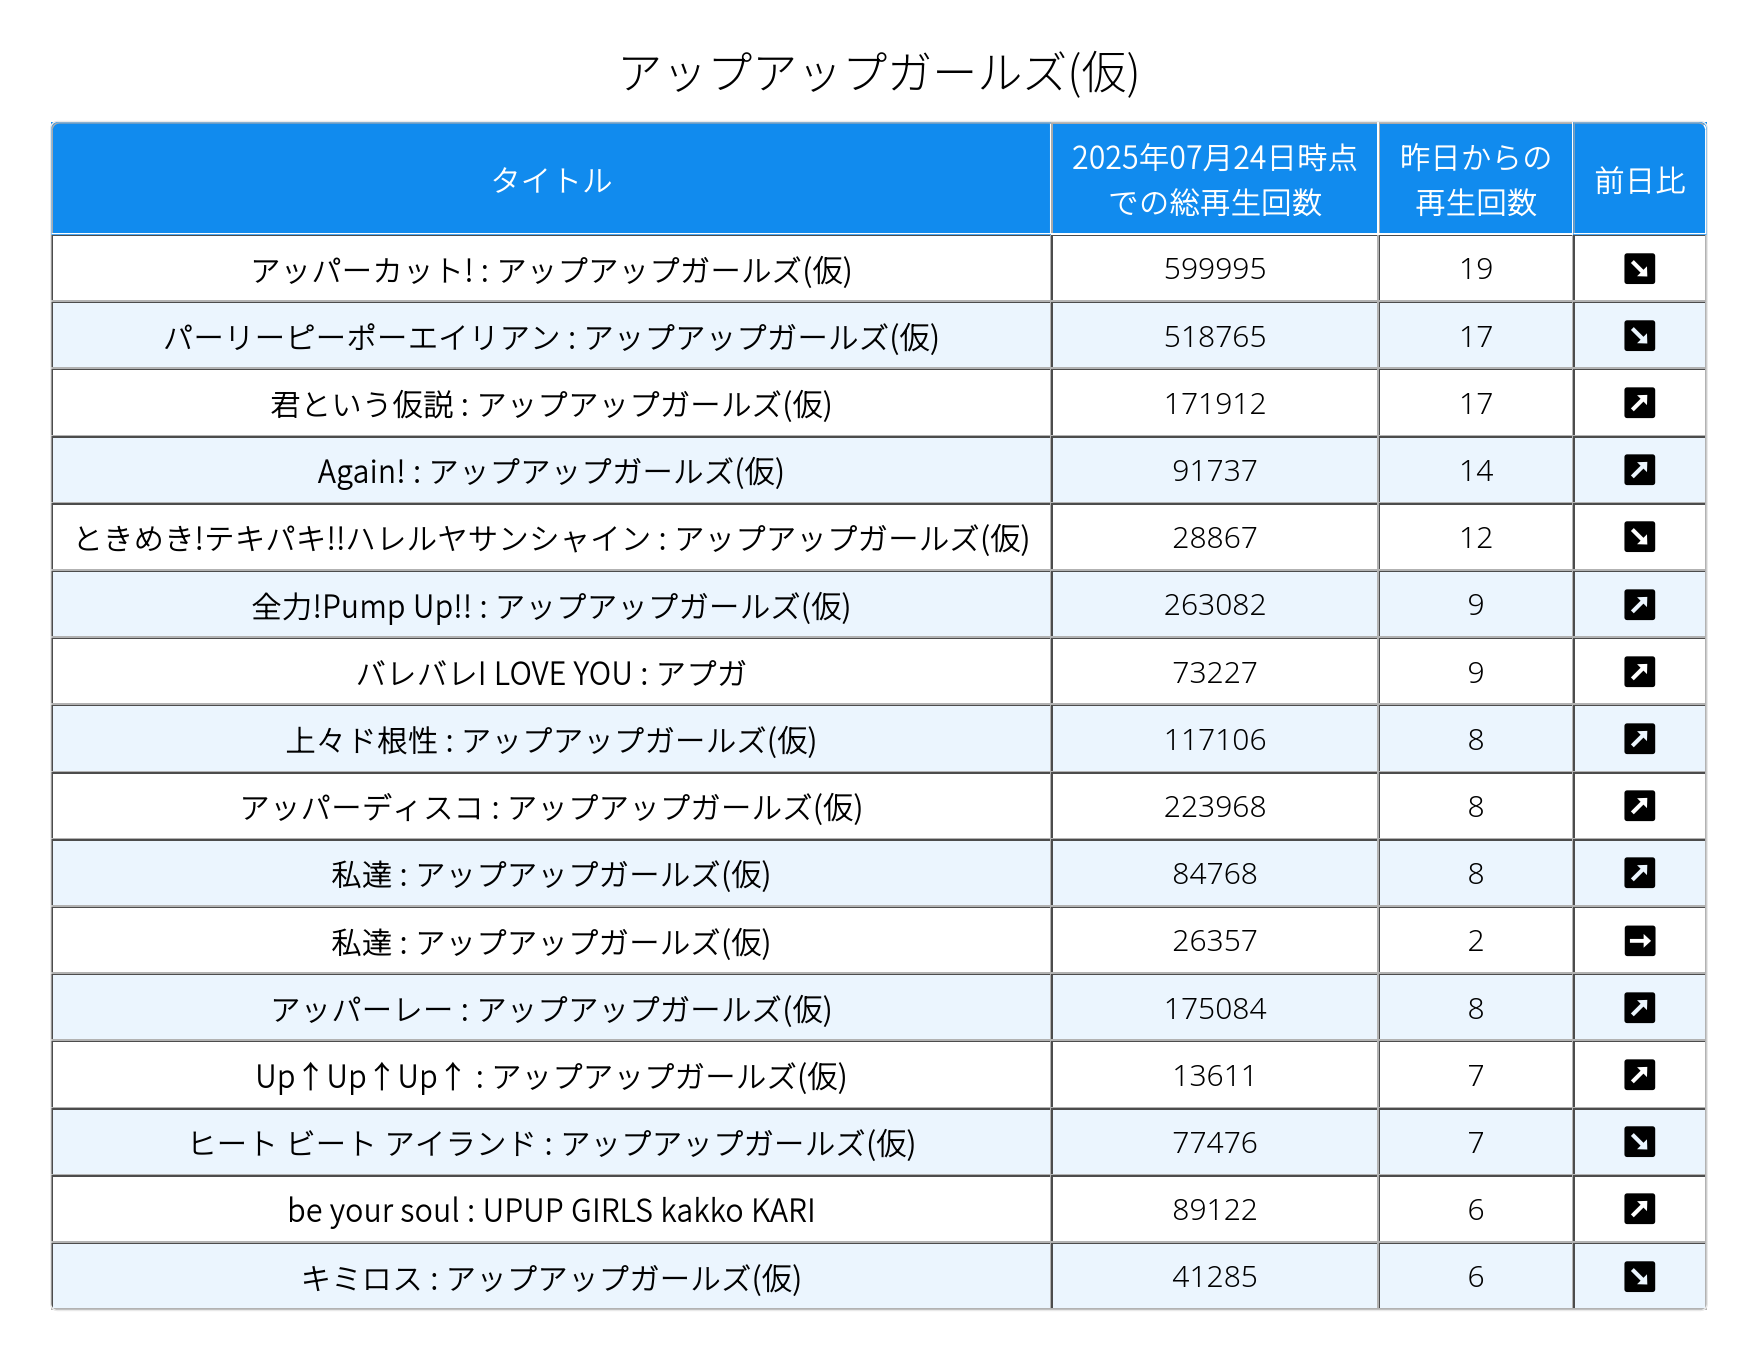 アップアップガールズ(仮)
タイトル
2025年07月24日時点
での総再生回数
昨日からの
再生回数
前日比
アッパーカット! : アップアップガールズ(仮) 599995 19 ↘
パーリーピーポーエイリアン : アップアップガールズ(仮) 518765 17 ↘
君という仮説 : アップアップガールズ(仮) 171912 17 ↗
Again! : アップアップガールズ(仮) 91737 14 ↗
ときめき!テキパキ!!ハレルヤサンシャイン : アップアップガールズ(仮) 28867 12 ↘
全力!Pump Up!! : アップアップガールズ(仮) 263082 9 ↗
バレバレI LOVE YOU : アプガ 73227 9 ↗
上々ド根性 : アップアップガールズ(仮) 117106 8 ↗
アッパーディスコ : アップアップガールズ(仮) 223968 8 ↗
私達 : アップアップガールズ(仮) 84768 8 ↗
私達 : アップアップガールズ(仮) 26357 2 →
アッパーレー : アップアップガールズ(仮) 175084 8 ↗
Up↑Up↑Up↑ : アップアップガールズ(仮) 13611 7 ↗
ヒート ビート アイランド : アップアップガールズ(仮) 77476 7 ↘
be your soul : UPUP GIRLS kakko KARI 89122 6 ↗
キミロス : アップアップガールズ(仮) 41285 6 ↘